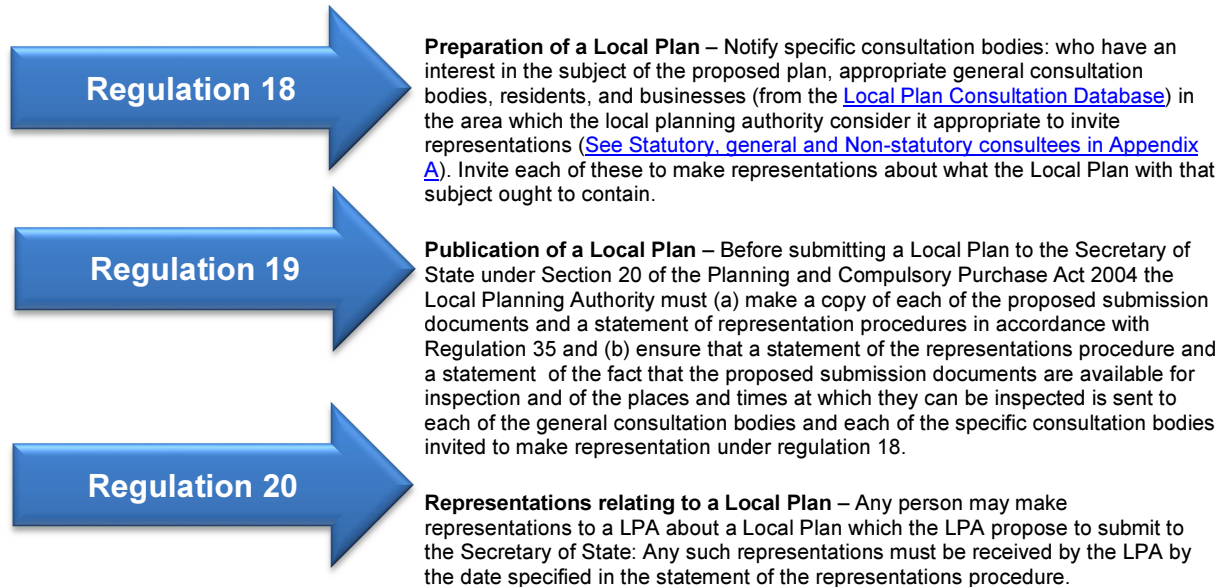 Regulation 18
Preparation of a Local Plan – Notify specific consultation bodies: who have an
interest in the subject of the proposed plan, appropriate general consultation
bodies, residents, and businesses (from the Local Plan Consultation Database) in
the area which the local planning authority consider it appropriate to invite
representations (See Statutory, general and Non-statutory consultees in Appendix
A). Invite each of these to make representations about what the Local Plan with that
subject ought to contain.
Regulation 19
Publication of a Local Plan – Before submitting a Local Plan to the Secretary of
State under Section 20 of the Planning and Compulsory Purchase Act 2004 the
Local Planning Authority must (a) make a copy of each of the proposed submission
documents and a statement of representation procedures in accordance with
Regulation 35 and (b) ensure that a statement of the representations procedure and
a statement  of the fact that the proposed submission documents are available for
inspection and of the places and times at which they can be inspected is sent to
each of the general consultation bodies and each of the specific consultation bodies
invited to make representation under regulation 18.
Regulation 20
Representations relating to a Local Plan – Any person may make
representations to a LPA about a Local Plan which the LPA propose to submit to
the Secretary of State: Any such representations must be received by the LPA by
the date specified in the statement of the representations procedure.